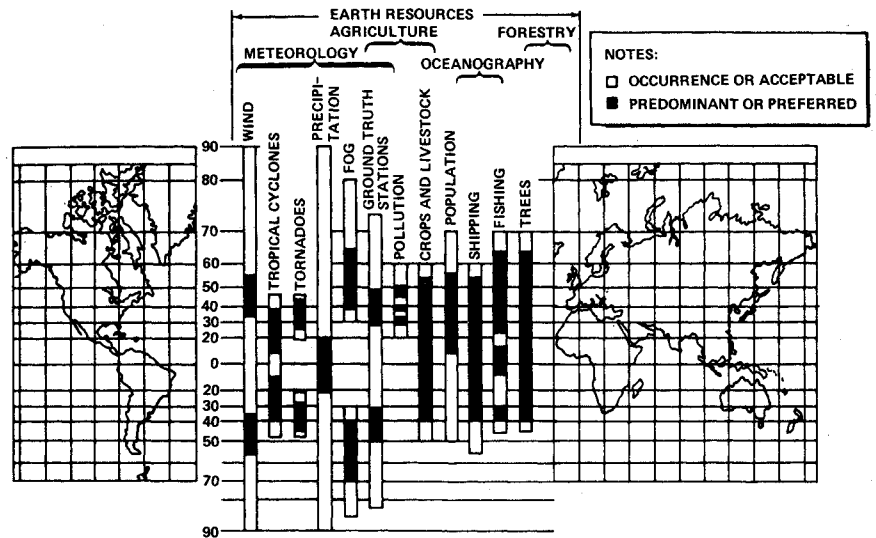 EARTH RESOURCES
AGRICULTURE
FORESTRY
METEOROLOGY
OCEANOGRAPHY
NOTES:
OCCURRENCE OR ACCEPTABLE
PREDOMINANT OR PREFERRED
WIND
TROPICAL CYCLONES
TORNADOES
PRECIPI-
TATION
FOG
GROUND TRUTH
STATIONS
POLLUTION
CROPS AND LIVESTOCK
POPULATION
SHIPPING
FISHING
TREES
90
80
70
60
50
40
30
20
0
20
30
40
50
70
90